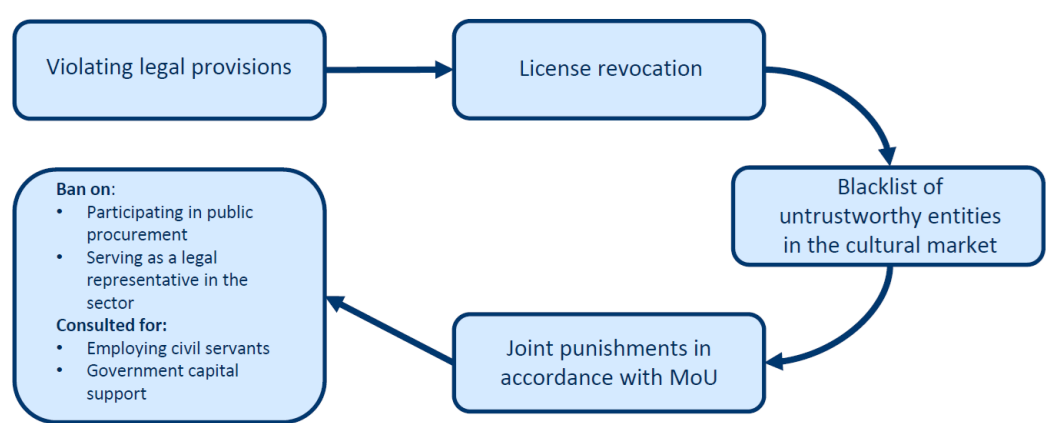 Violating legal provisions
License revocation
Blacklist of
untrustworthy entities
in the cultural market
Joint punishments in
accordance with MoU
Ban on:
• Participating in public
procurement
• Serving as a legal
representative in the
sector
Consulted for:
• Employing civil servants
• Government capital
support